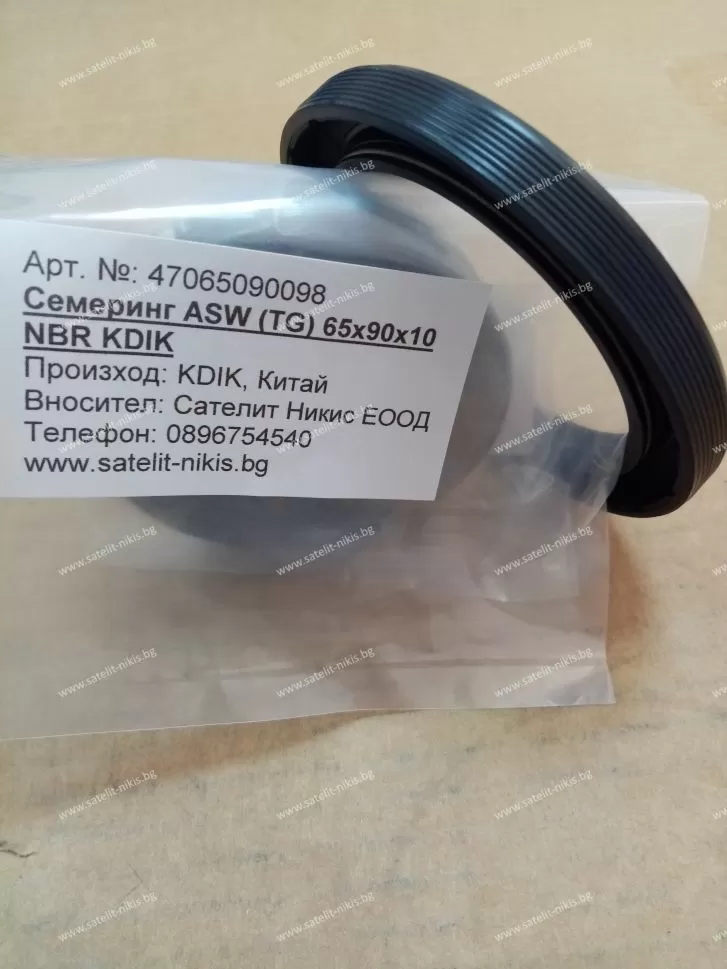 Арт. №: 47065090098
Семеринг ASW (TG) 65x90x10
NBR KDIK
Произход: KDIK, Китай
Вносител: Сателит Никис ЕООД
Телефон: 0896754540
www.satelit-nikis.bg